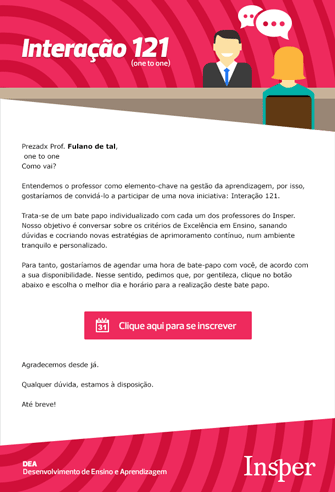 Interação 121
(one to one)
Prezadx Prof. Fulano de tal,
one to one
Como vai?
Entendemos o professor como elemento-chave na gestão da aprendizagem, por isso,
gostaríamos de convidá-lo a participar de uma nova iniciativa: Interação 121.
Trata-se de um bate papo individualizado com cada um dos professores do Insper.
Nosso objetivo é conversar sobre os critérios de Excelência em Ensino, sanando
dúvidas e cocriando novas estratégias de aprimoramento contínuo, num ambiente
tranquilo e personalizado.
Para tanto, gostaríamos de agendar uma hora de bate-papo com você, de acordo com
a sua disponibilidade. Nesse sentido, pedimos que, por gentileza, clique no botão
abaixo e escolha o melhor dia e horário para a realização deste bate papo.
31 Clique aqui para se inscrever
Agradecemos desde já.
Qualquer dúvida, estamos à disposição.
Até breve!
DEA
Desenvolvimento de Ensino e Aprendizagem
Insper